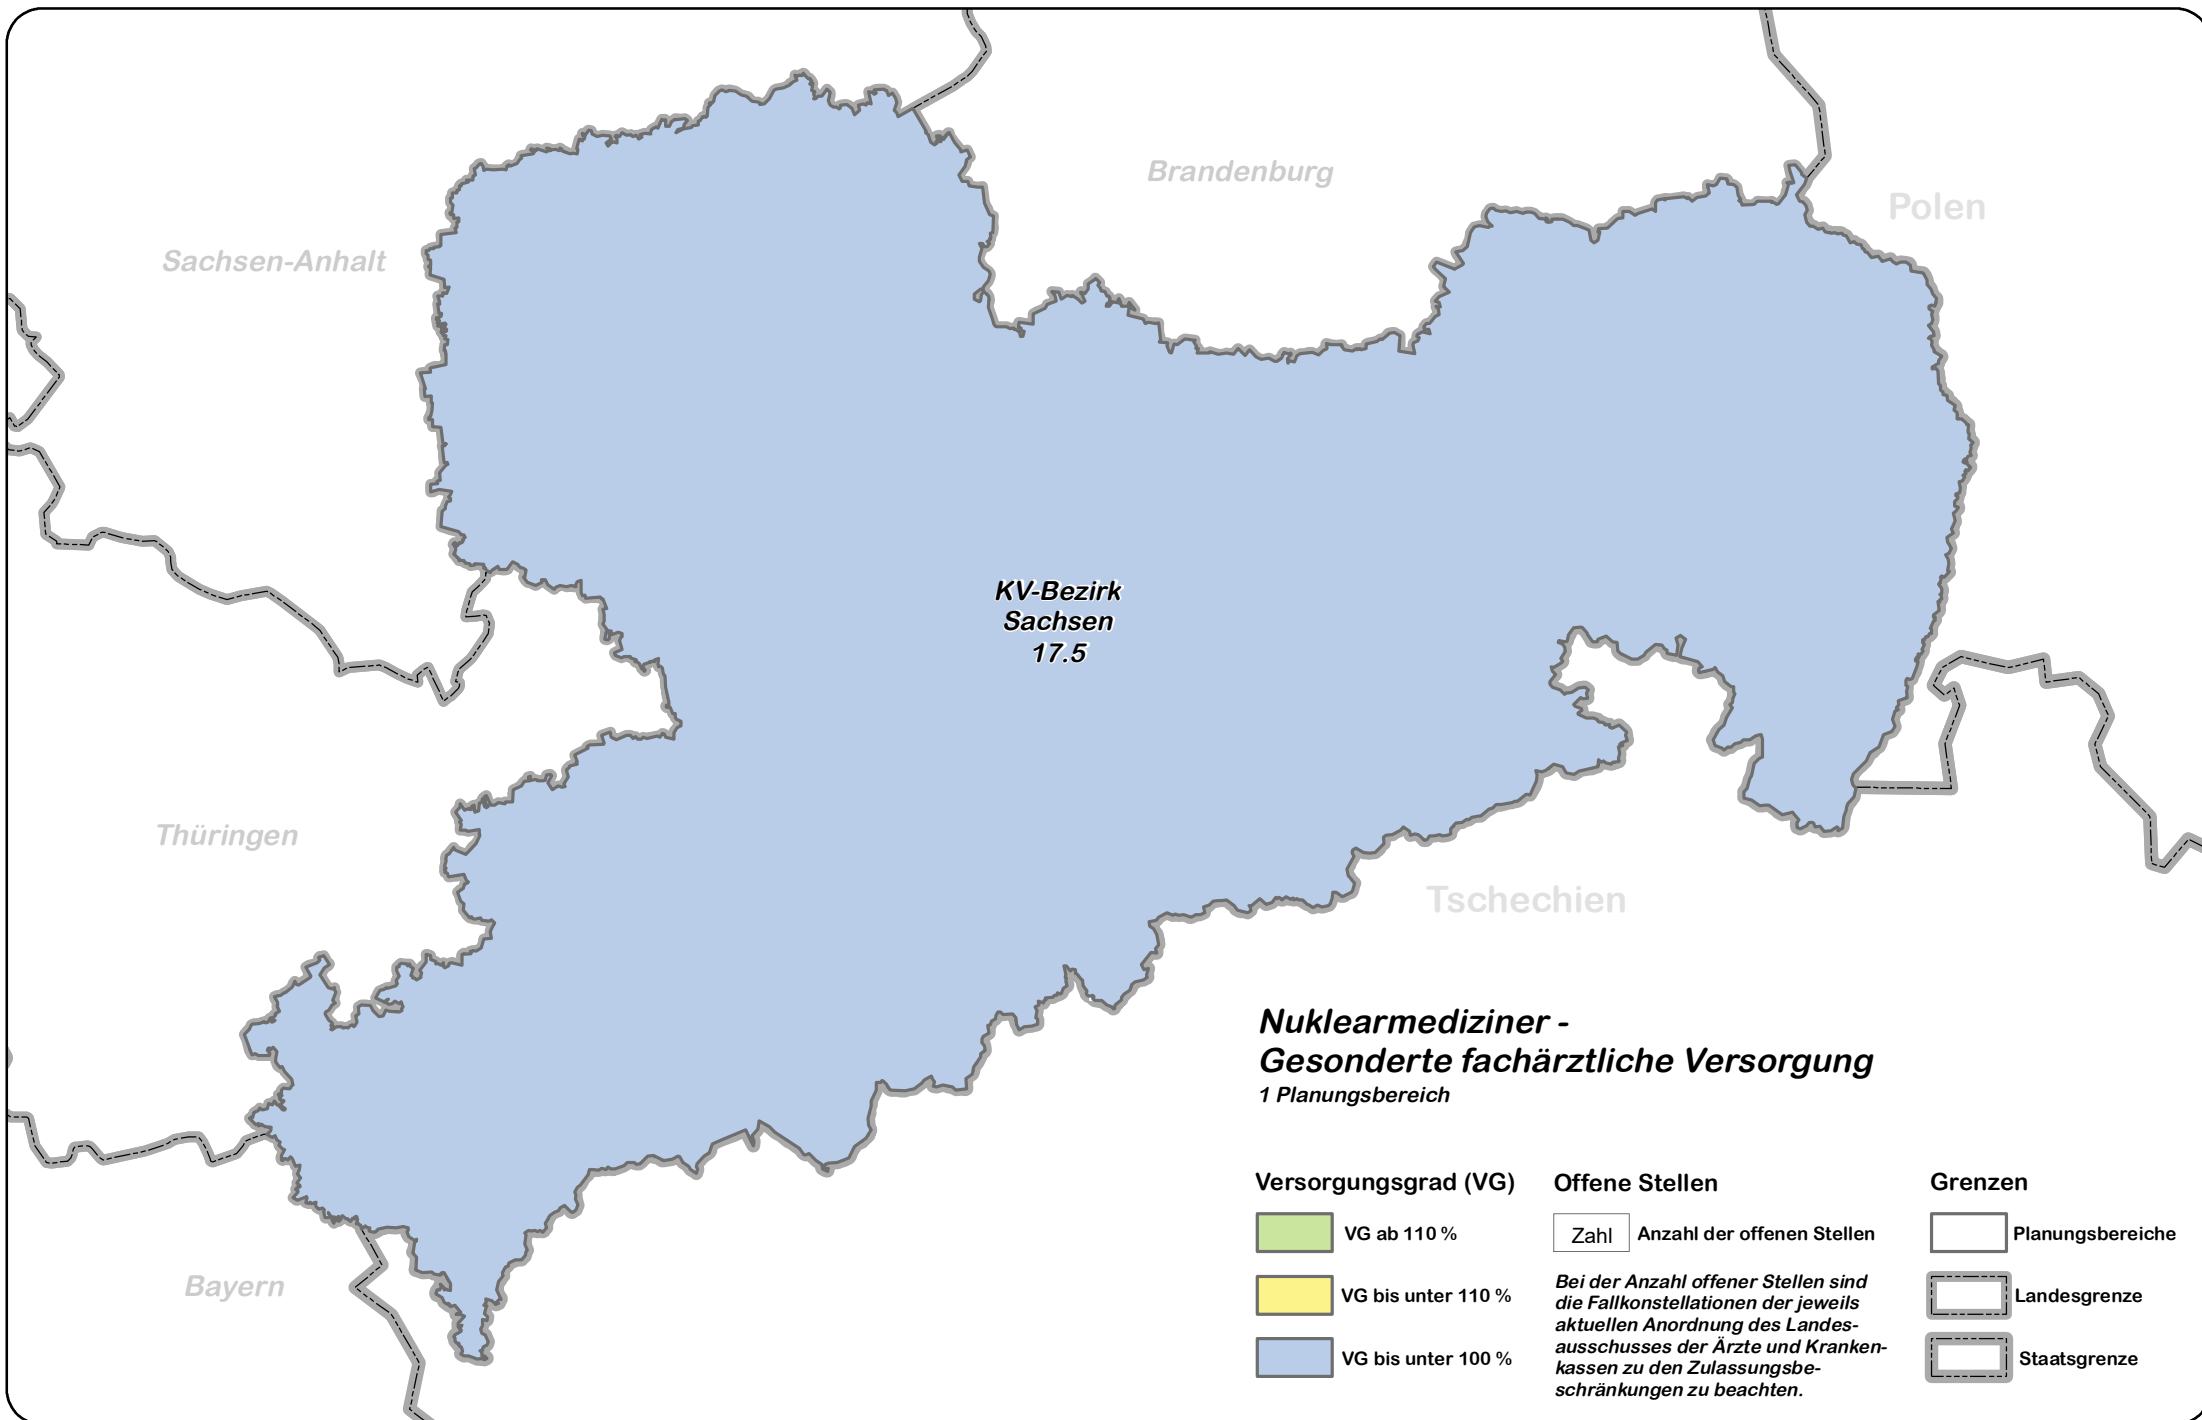 Brandenburg
Polen
Sachsen-Anhalt
KV-Bezirk
Sachsen
17.5
Thüringen
Tschechien
Bayern
Nuklearmediziner -
Gesonderte fachärztliche Versorgung
1 Planungsbereich
Versorgungsgrad (VG)
VG ab 110 %
VG bis unter 110 %
VG bis unter 100 %
Offene Stellen
Zahl Anzahl der offenen Stellen
Bei der Anzahl offener Stellen sind
die Fallkonstellationen der jeweils
aktuellen Anordnung des Landes-
ausschusses der Ärzte und Kranken-
kassen zu den Zulassungsbe-
schränkungen zu beachten.
Grenzen
Planungsbereiche
Landesgrenze
Staatsgrenze